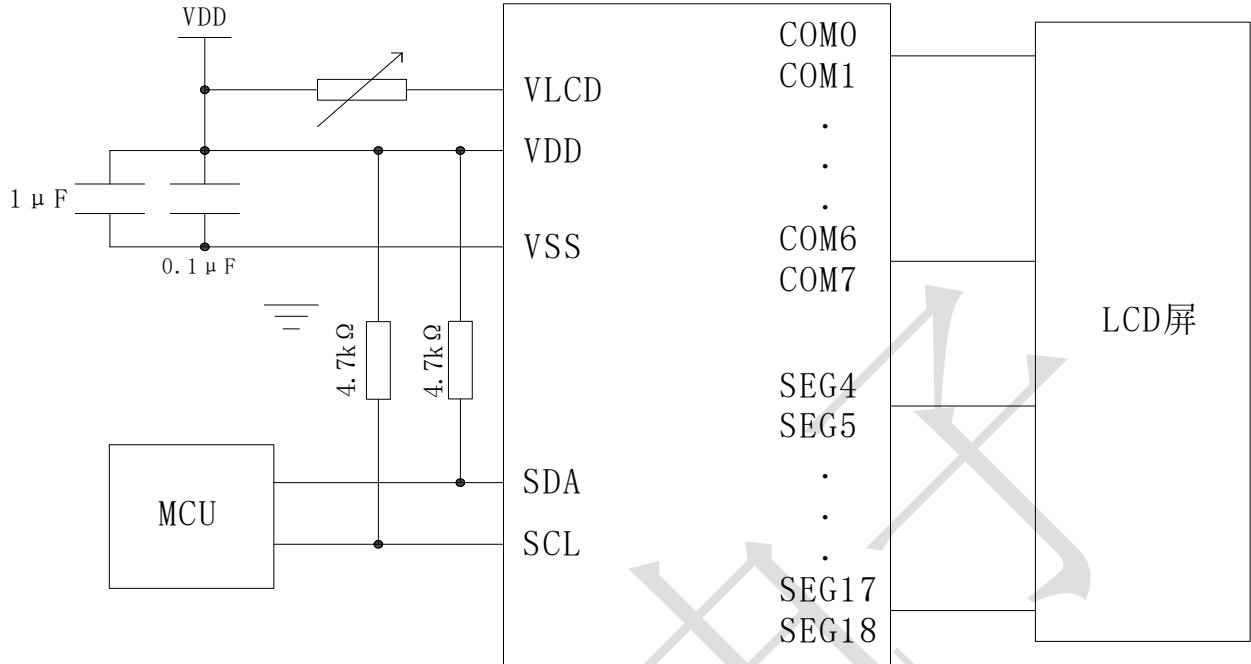 VDD
VLCD
VDD
VSS
1μF
0.1μF
4.7kΩ
4.7kΩ
MCU
SDA
SCL
COM0
COM1
.
.
.
COM6
COM7
SEG4
SEG5
.
.
.
SEG17
SEG18
LCD屏